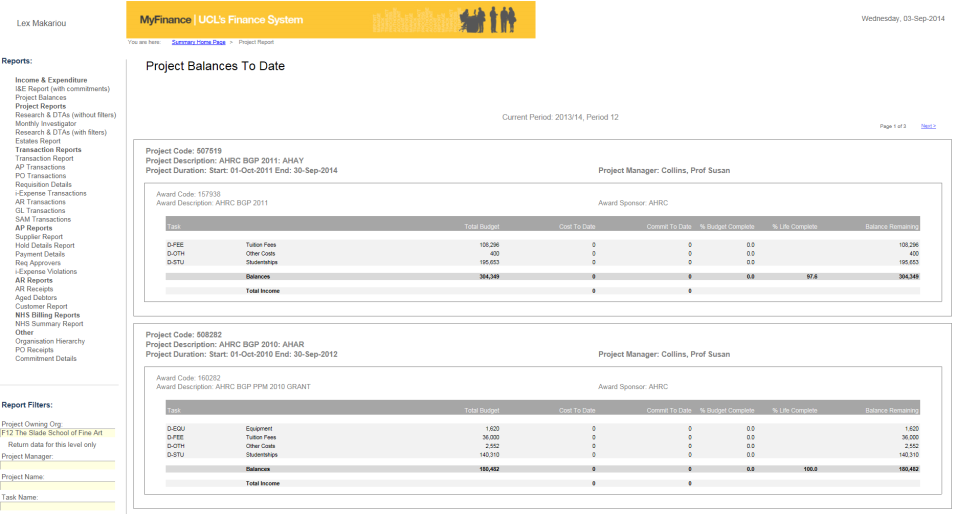 Lex Makariou
MyFinance | UCL's Finance System
Wednesday, 03-Sep-2014
You are here: Summary Home Page > Project Report
Reports:
Income & Expenditure
I&E Report (with commitments)
Project Balances
Project Reports
Research & DTAs (without filters)
Monthly Investigator
Research & DTAs (with filters)
Estates Report
Transaction Reports
Transaction Report
AP Transactions
PO Transactions
Requisition Details
i-Expense Transactions
AR Transactions
GL Transactions
SAM Transactions
AP Reports
Supplier Report
Hold Details Report
Payment Details
Req Approvers
i-Expense Violations
AR Reports
AR Receipts
Aged Debtors
Customer Report
NHS Billing Reports
NHS Summary Report
Other
Organisation Hierarchy
PO Receipts
Commitment Details
Report Filters:
Project Owning Org:
F12 The Slade School of Fine Art
Return data for this level only
Project Manager:
Project Name:
Task Name:
Project Balances To Date
Current Period: 2013/14, Period 12
Page 1 of 3 Next >
Project Code: 507519
Project Description: AHRC BGP 2011: AHAY
Project Duration: Start: 01-Oct-2011 End: 30-Sep-2014 Project Manager: Collins, Prof Susan
Award Code: 157938
Award Description: AHRC BGP 2011 Award Sponsor: AHRC
Task Total Budget Cost To Date Commit To Date % Budget Complete % Life Complete Balance Remaining
D-FEE Tuition Fees 108,296 0 0 0.0 108,296
D-OTH Other Costs 400 0 0 0.0 400
D-STU Studentships 195,653 0 0 0.0 195,653
Balances 304,349 0 0 0.0 97.6 304,349
Total Income 0 0
Project Code: 508282
Project Description: AHRC BGP 2010: AHAR
Project Duration: Start: 01-Oct-2010 End: 30-Sep-2012 Project Manager: Collins, Prof Susan
Award Code: 160282
Award Description: AHRC BGP PPM 2010 GRANT Award Sponsor: AHRC
Task Total Budget Cost To Date Commit To Date % Budget Complete % Life Complete Balance Remaining
D-EQU Equipment 1,620 0 0 0.0 1,620
D-FEE Tuition Fees 36,000 0 0 0.0 36,000
D-OTH Other Costs 2,552 0 0 0.0 2,552
D-STU Studentships 140,310 0 0 0.0 140,310
Balances 180,482 0 0 0.0 100.0 180,482
Total Income 0 0